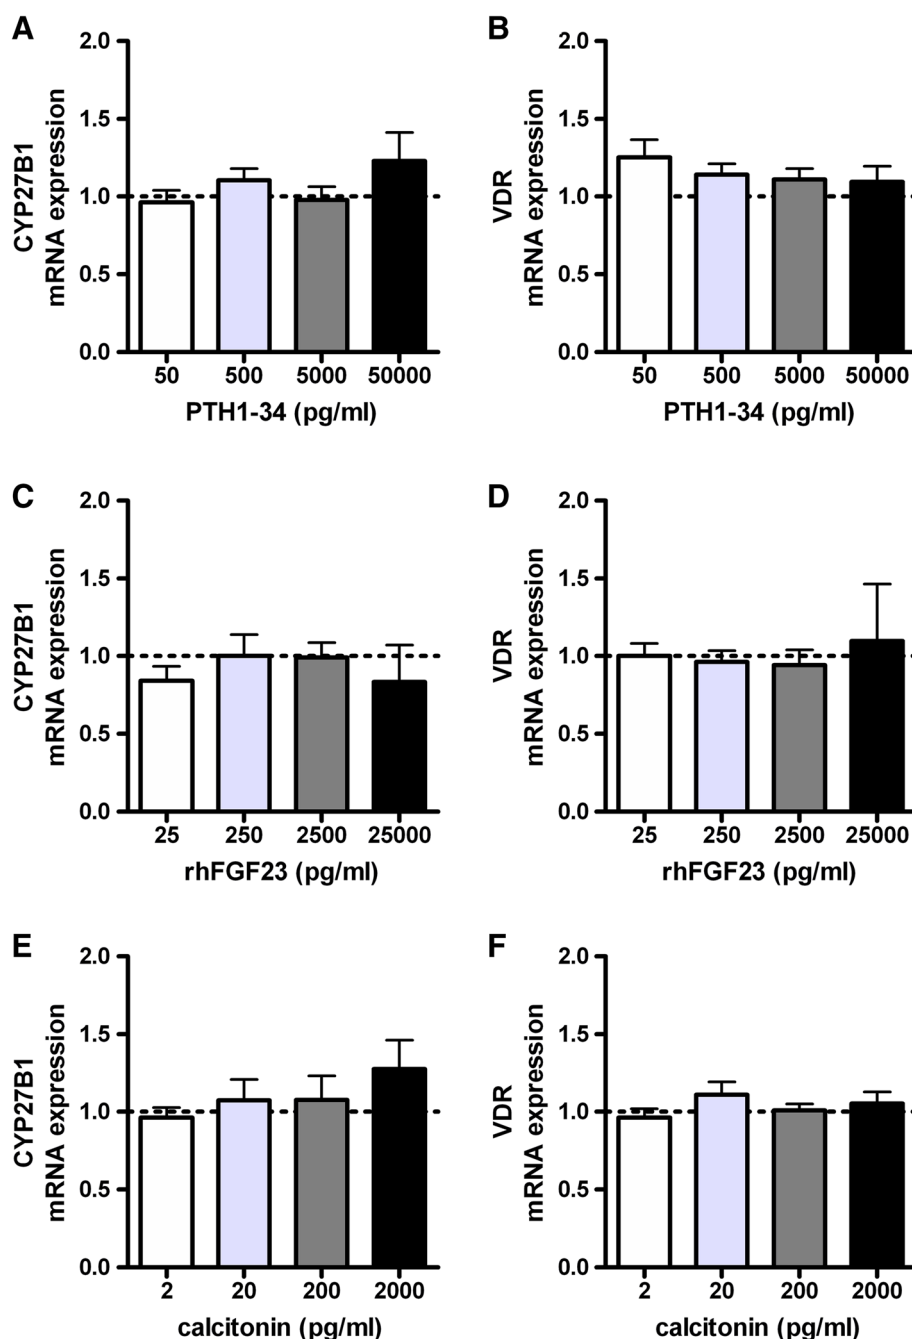 A
CYP27B1
mRNA expression
2.0
1.5
1.0
0.5
0.0
50 500 5000 50000
PTH1-34 (pg/ml)
B
VDR
mRNA expression
2.0
1.5
1.0
0.5
0.0
50 500 5000 50000
PTH1-34 (pg/ml)
C
CYP27B1
mRNA expression
2.0
1.5
1.0
0.5
0.0
25 250 2500 25000
rhFGF23 (pg/ml)
D
VDR
mRNA expression
2.0
1.5
1.0
0.5
0.0
25 250 2500 25000
rhFGF23 (pg/ml)
E
CYP27B1
mRNA expression
2.0
1.5
1.0
0.5
0.0
2 20 200 2000
calcitonin (pg/ml)
F
VDR
mRNA expression
2.0
1.5
1.0
0.5
0.0
2 20 200 2000
calcitonin (pg/ml)